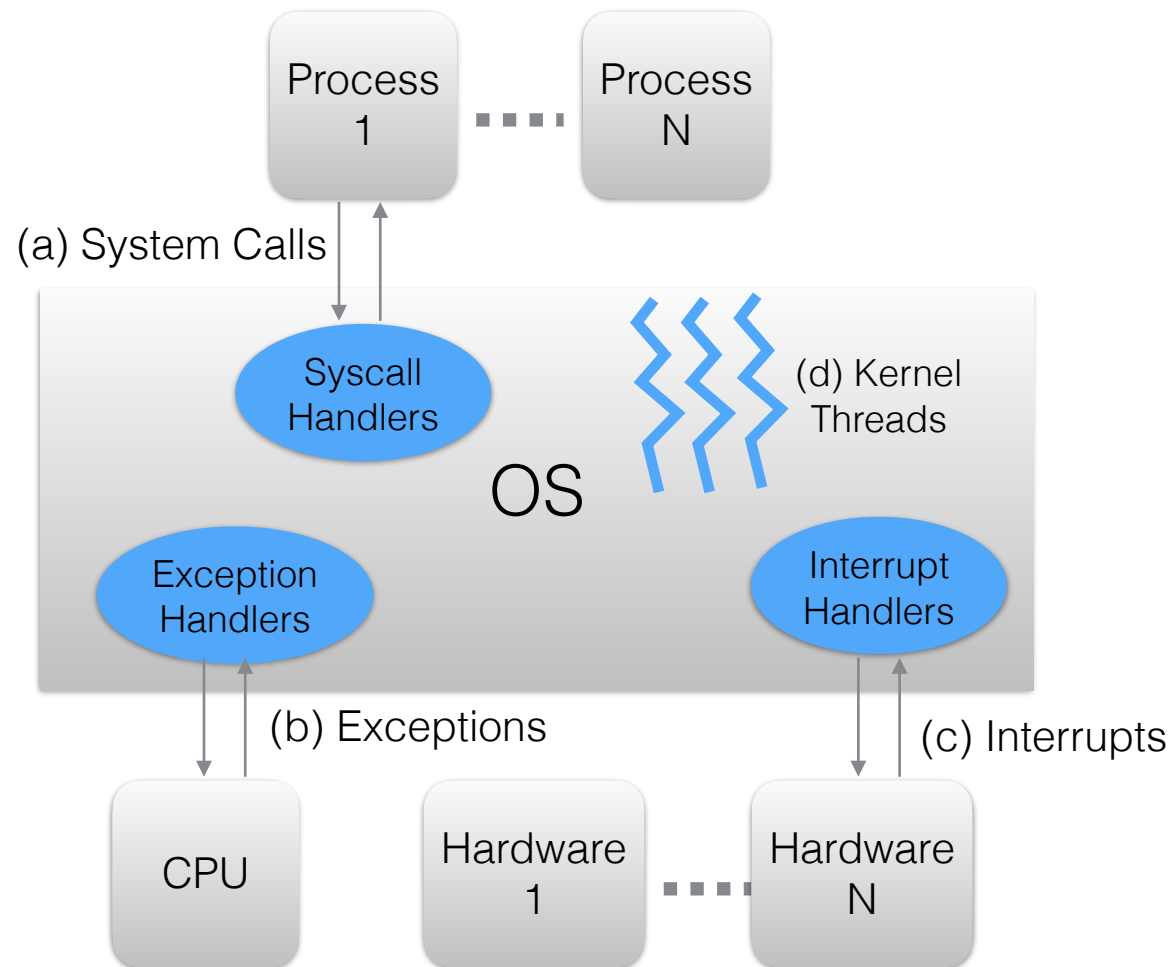 Process
1
Process
N
(a) System Calls
Syscall
Handlers
(d) Kernel
Threads
OS
Exception
Handlers
Interrupt
Handlers
(b) Exceptions
(c) Interrupts
CPU
Hardware
1
Hardware
N